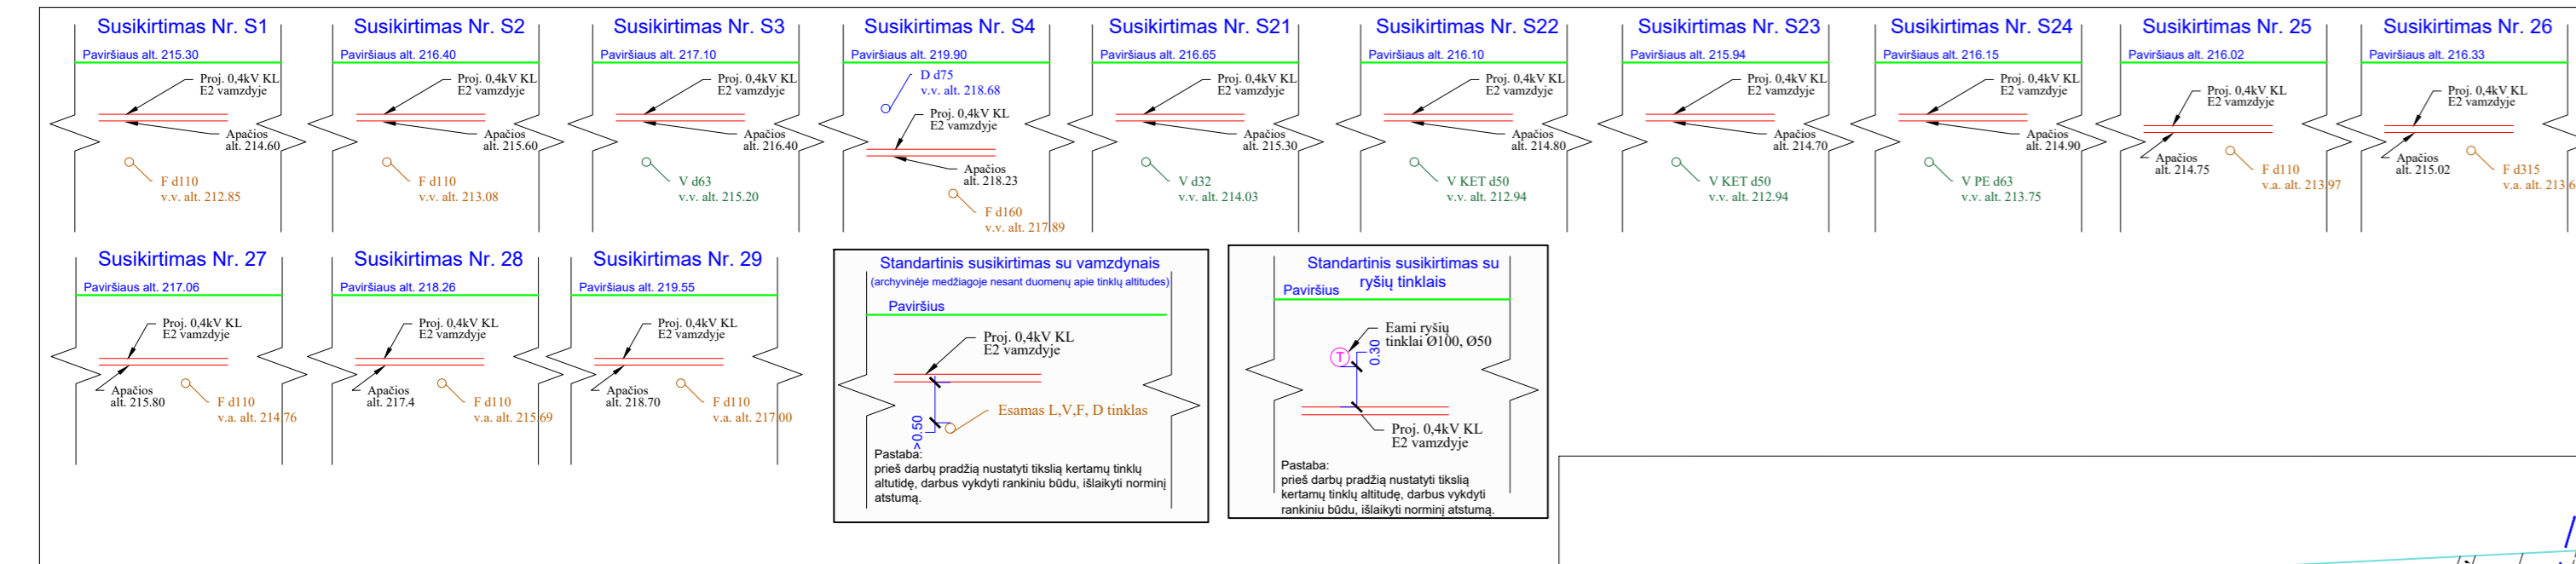 Susikirtimas Nr. S1
Paviršiaus alt. 215.30
Proj. 0,4kV KL
E2 vamzdyje
Apačios
alt. 214.60
F d110
v.v. alt. 212.85
Susikirtimas Nr. S2
Paviršiaus alt. 216.40
Proj. 0,4kV KL
E2 vamzdyje
Apačios
alt. 215.60
F d110
v.v. alt. 213.08
Susikirtimas Nr. S3
Paviršiaus alt. 217.10
Proj. 0,4kV KL
E2 vamzdyje
Apačios
alt. 216.40
V d63
v.v. alt. 215.20
Susikirtimas Nr. S4
Paviršiaus alt. 219.90
D d75
v.v. alt. 218.68
Proj. 0,4kV KL
E2 vamzdyje
Apačios
alt. 218.23
F d160
v.v. alt. 217.89
Susikirtimas Nr. S21
Paviršiaus alt. 216.65
Proj. 0,4kV KL
E2 vamzdyje
Apačios
alt. 215.30
V d32
v.v. alt. 214.03
Susikirtimas Nr. S22
Paviršiaus alt. 216.10
Proj. 0,4kV KL
E2 vamzdyje
Apačios
alt. 214.80
V KET d50
v.v. alt. 212.94
Susikirtimas Nr. S23
Paviršiaus alt. 215.94
Proj. 0,4kV KL
E2 vamzdyje
Apačios
alt. 214.70
V KET d50
v.v. alt. 212.94
Susikirtimas Nr. S24
Paviršiaus alt. 216.15
Proj. 0,4kV KL
E2 vamzdyje
Apačios
alt. 214.90
V PE d63
v.v. alt. 213.75
Susikirtimas Nr. 25
Paviršiaus alt. 216.02
Proj. 0,4kV KL
E2 vamzdyje
Apačios
alt. 214.75
F d110
v.a. alt. 213.97
Susikirtimas Nr. 26
Paviršiaus alt. 216.33
Proj. 0,4kV KL
E2 vamzdyje
Apačios
alt. 215.02
F d315
v.a. alt. 213.6
Susikirtimas Nr. 27
Paviršiaus alt. 217.06
Proj. 0,4kV KL
E2 vamzdyje
Apačios
alt. 215.80
F d110
v.a. alt. 214.76
Susikirtimas Nr. 28
Paviršiaus alt. 218.26
Proj. 0,4kV KL
E2 vamzdyje
Apačios
alt. 217.4
F d110
v.a. alt. 215.69
Susikirtimas Nr. 29
Paviršiaus alt. 219.55
Proj. 0,4kV KL
E2 vamzdyje
Apačios
alt. 218.70
F d110
v.a. alt. 217.00
Standartinis susikirtimas su vamzdynais
(archyvinėje medžiagoje nesant duomenų apie tinklų altitudes)
Paviršius
Proj. 0,4kV KL
E2 vamzdyje
Esamas L,V,F, D tinklas
>0.50
Pastaba:
prieš darbų pradžią nustatyti tikslią kertamų tinklų
altutidę, darbus vykdyti rankiniu būdu, išlaikyti norminį
atstumą.
Standartinis susikirtimas su
ryšių tinklais
Paviršius
Eami ryšių
tinklai Ø100, Ø50
T
0.30
Proj. 0,4kV KL
E2 vamzdyje
Pastaba:
prieš darbų pradžią nustatyti tikslią
kertamų tinklų altitudę, darbus vykdyti
rankiniu būdu, išlaikyti norminį atstumą.